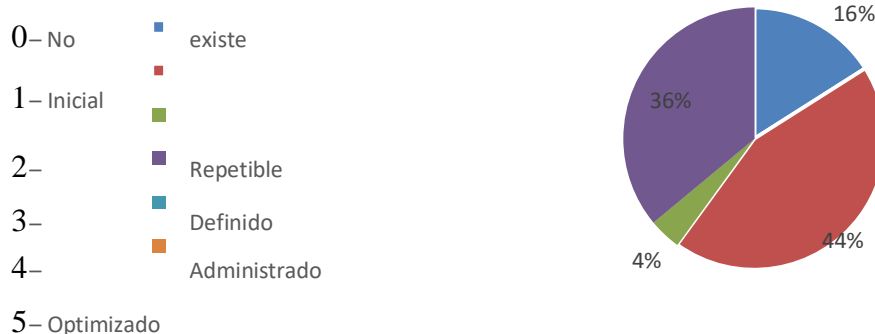 0– No existe
1– Inicial
2– Repetible
3– Definido
4– Administrado
5– Optimizado
16%
36%
44%
4%